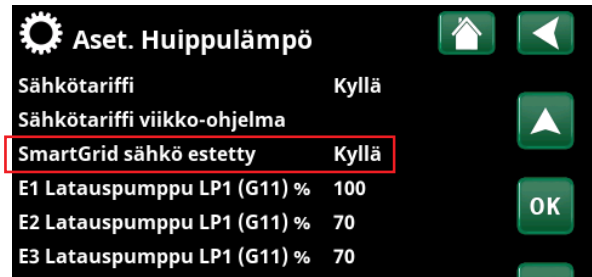 Aset. Huippulämpö
Sähkötariffi Kyllä
Sähkötariffi viikko-ohjelma
SmartGrid sähkö estetty Kyllä
E1 Latauspumppu LP1 (G11) % 100
E2 Latauspumppu LP1 (G11) % 70
OK
E3 Latauspumppu LP1 (G11) % 70